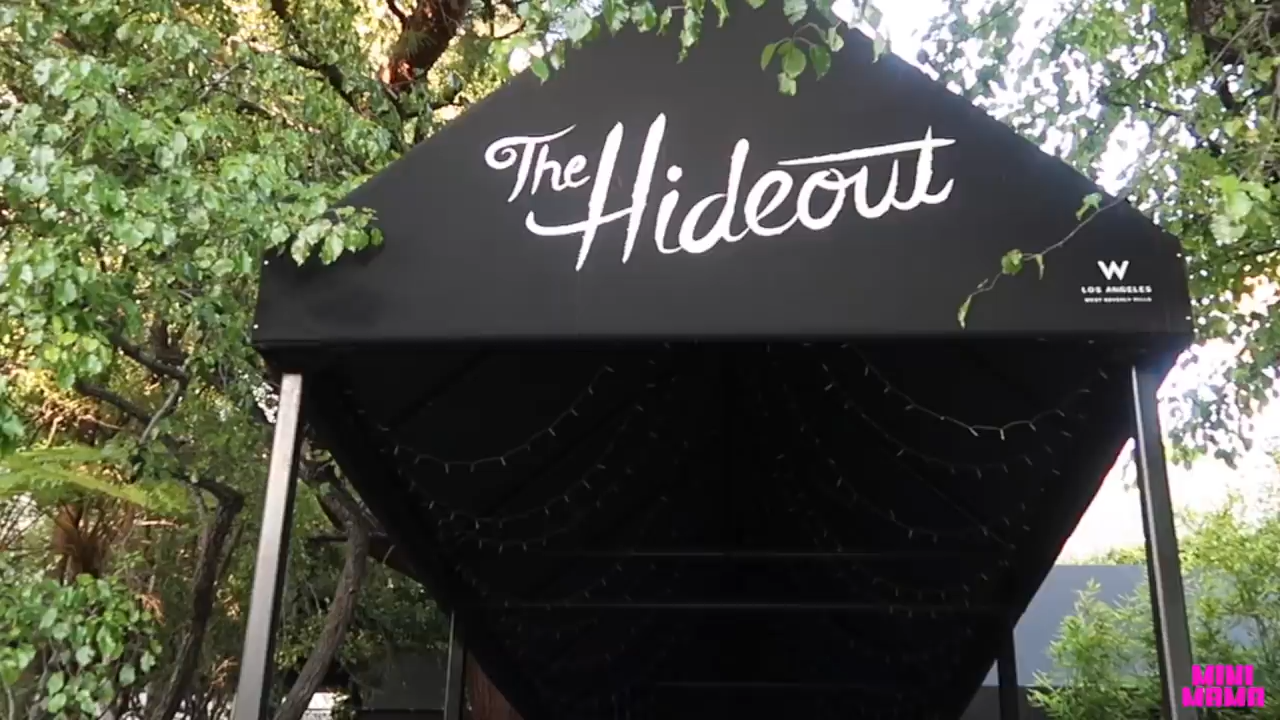 The Hideout
W
LOS ANGELES
WEST BEVERLY HILLS
MINI
MAMA